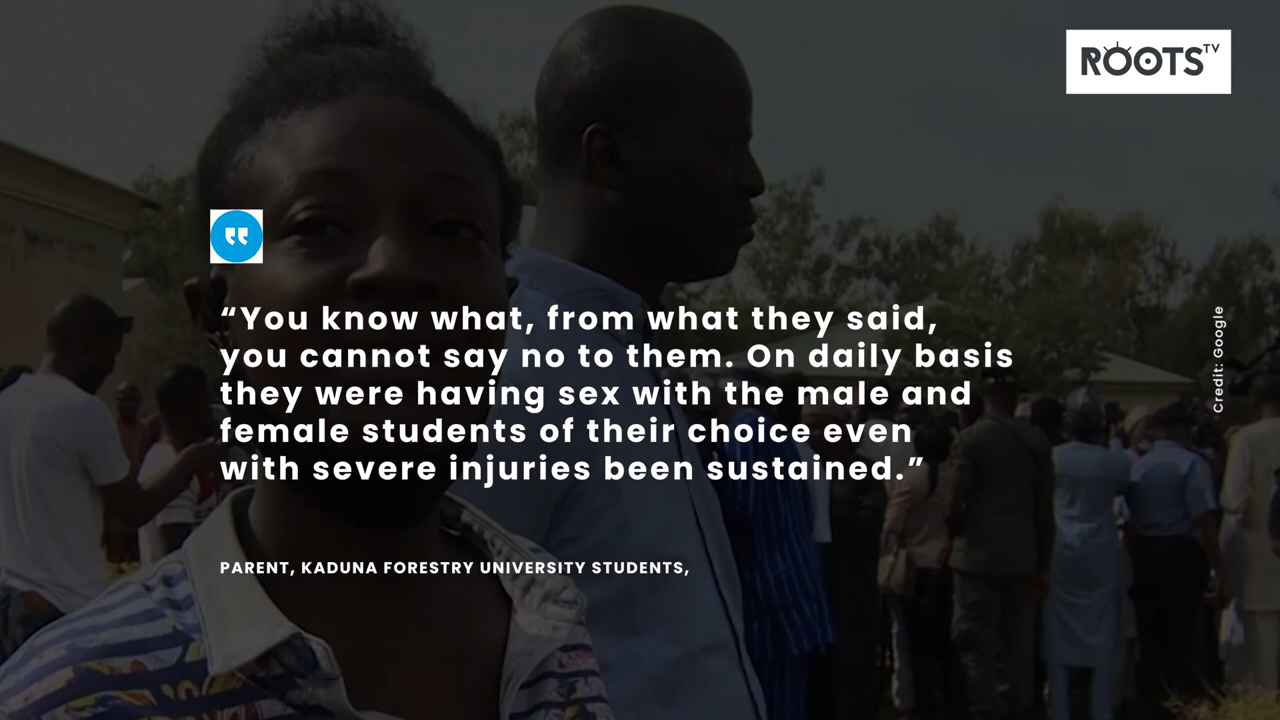 ROOTS TV
“You know what, from what they said,
you cannot say no to them. On daily basis
they were having sex with the male and
female students of their choice even
with severe injuries been sustained.”
PARENT, KADUNA FORESTRY UNIVERSITY STUDENTS,
Credit: Google